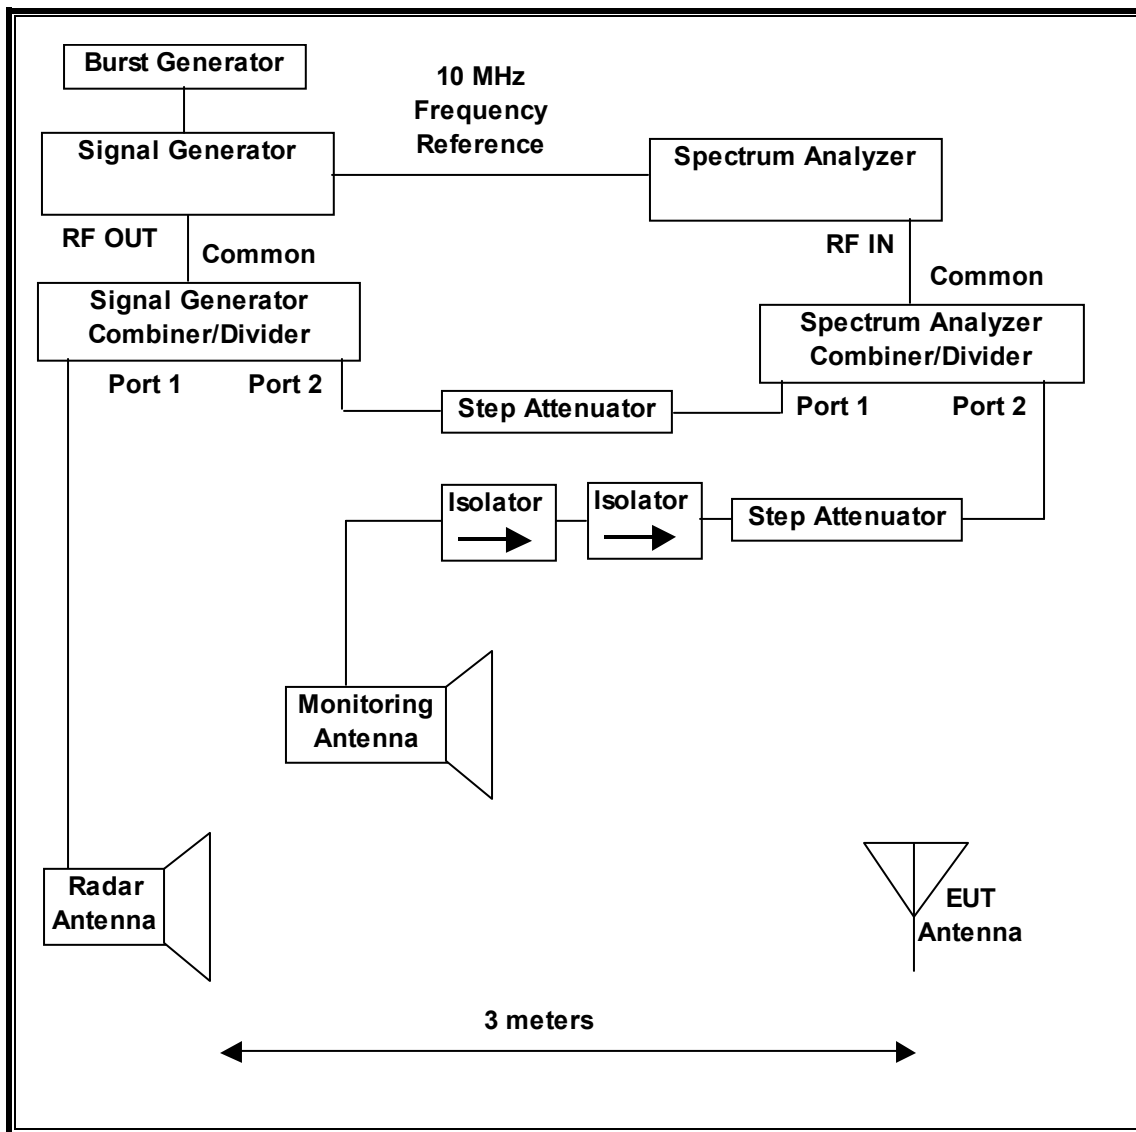 Burst Generator
10 MHz
Frequency
Reference
Signal Generator
Spectrum Analyzer
RF OUT
Common
RF IN
Common
Signal Generator
Combiner/Divider
Spectrum Analyzer
Combiner/Divider
Port 1
Port 2
Step Attenuator
Port 1
Port 2
Isolator
Isolator
Step Attenuator
Monitoring
Antenna
Radar
Antenna
EUT
Antenna
3 meters